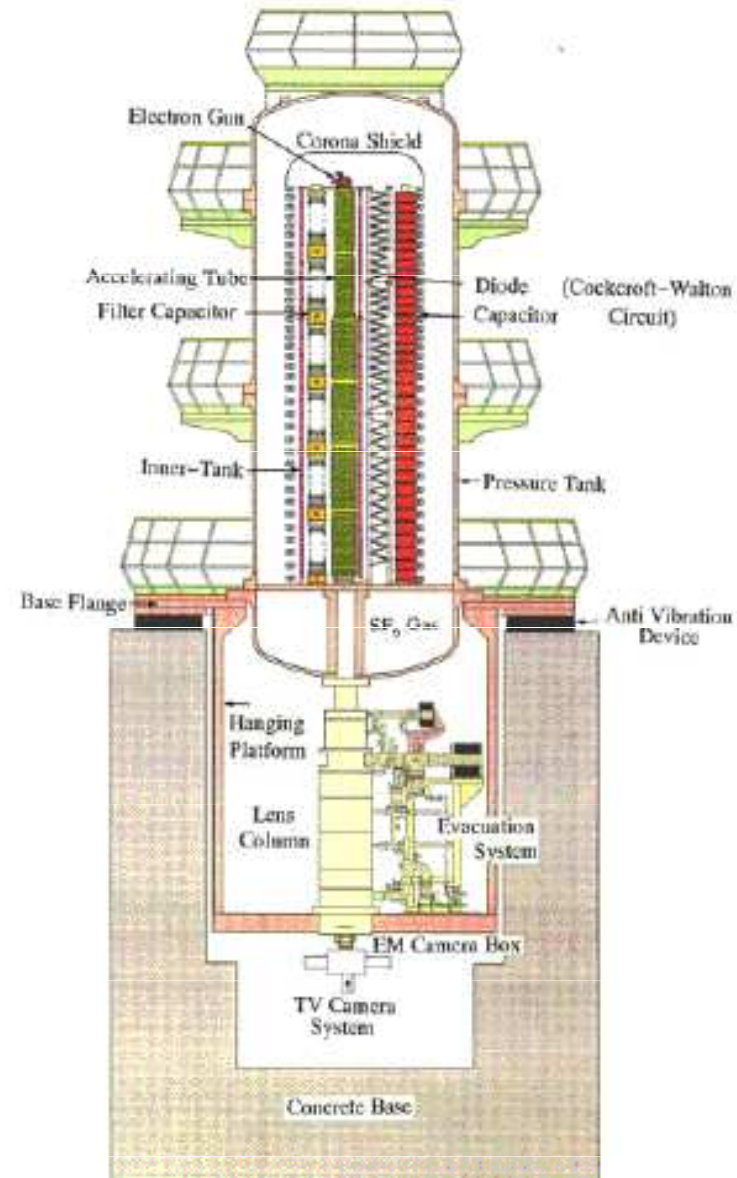 Electron Gun
Corona Shield
Accelerating Tube
Diode (Cockcroft-Walton
Filter Capacitor
Capacitor Circuit)
Inner-Tank
Pressure Tank
Base Flange
SF6 Gas
Anti Vibration
Device
Hanging
Platform
Lens
Column
Evacuation
System
EM Camera Box
TV Camera
System
Concrete Base